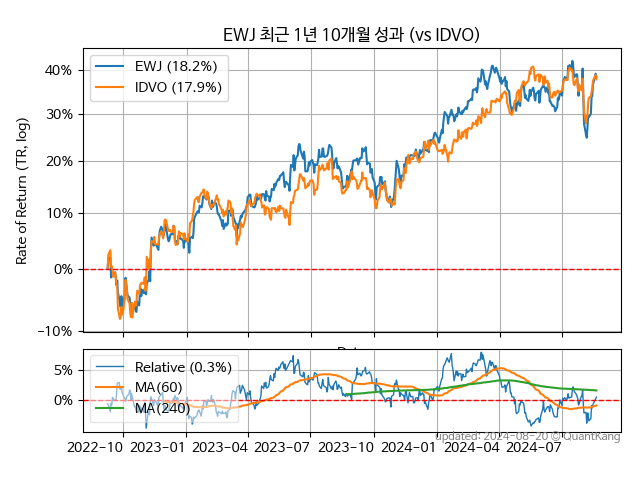 EWJ 최근 1년 10개월 성과 (vs IDVO)
EWJ (18.2%)
IDVO (17.9%)
Rate of Return (TR, log)
40%
30%
20%
10%
0%
−10%
Relative (0.3%)
MA(60)
MA(240)
5%
0%
2022-10 2023-01 2023-04 2023-07 2023-10 2024-01 2024-04 2024-07
updated: 2024-08-20 © QuantKang